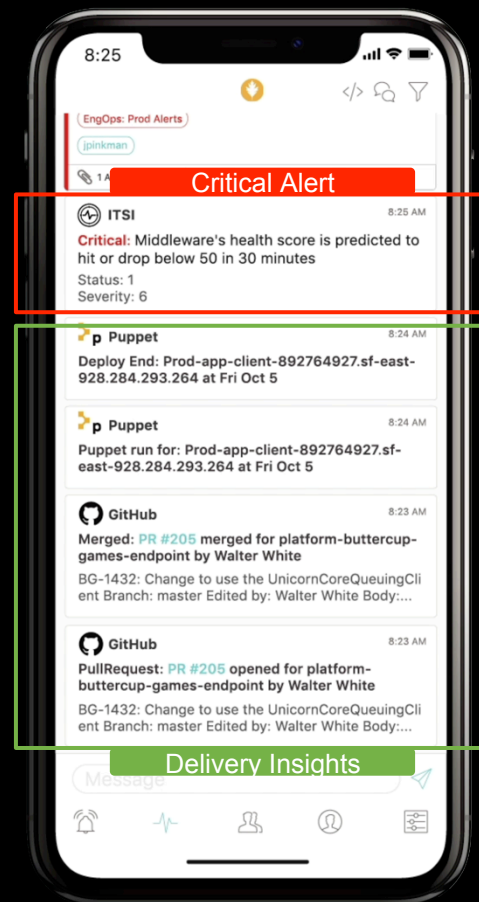 8:25
</>
EngOps: Prod Alerts
jpinkman
1 A
Critical Alert
ITSI
8:25 AM
Critical: Middleware's health score is predicted to
hit or drop below 50 in 30 minutes
Status: 1
Severity: 6
p Puppet
8:24 AM
Deploy End: Prod-app-client-892764927.sf-east-
928.284.293.264 at Fri Oct 5
p Puppet
8:24 AM
Puppet run for: Prod-app-client-892764927.sf-
east-928.284.293.264 at Fri Oct 5
GitHub
8:23 AM
Merged: PR #205 merged for platform-buttercup-
games-endpoint by Walter White
BG-1432: Change to use the UnicornCoreQueuingCli
ent Branch: master Edited by: Walter White Body:...
GitHub
8:23 AM
PullRequest: PR #205 opened for platform-
buttercup-games-endpoint by Walter White
BG-1432: Change to use the UnicornCoreQueuingCli
ent Branch: master Edited by: Walter White Body:...
Delivery Insights
Message